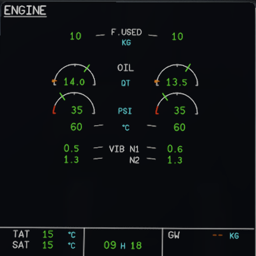 ENGINE
10 F.USED 10
KG
OIL
14.0 QT 13.5
35 PSI 35
60 °C 60
0.5 VIB N1 0.6
1.3 N2 1.3
TAT 15 °C GW -- KG
SAT 15 °C 09 H 18